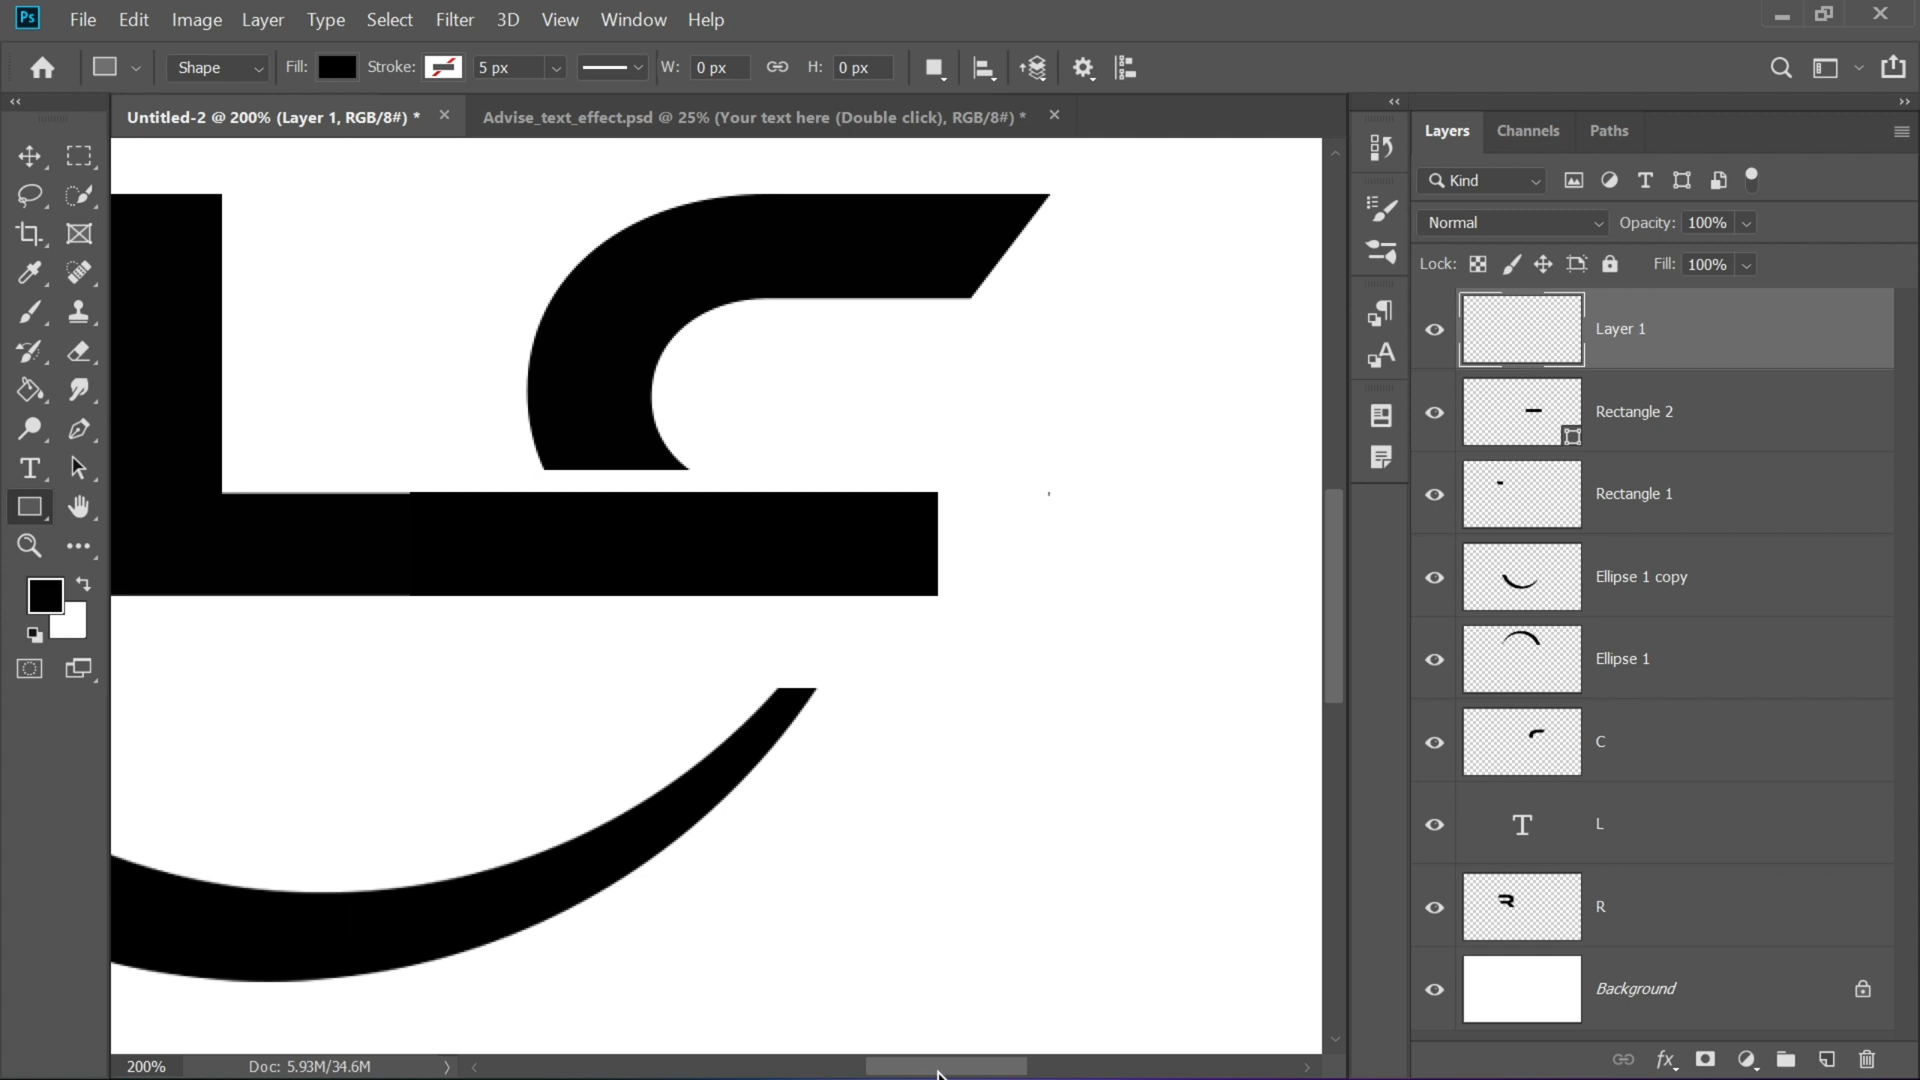 Ps File Edit Image Layer Type Select Filter 3D View Window Help
Shape Fill: Stroke: 5 px W: 0 px H: 0 px
Untitled-2 @ 200% (Layer 1, RGB/8#) * Advise_text_effect.psd @ 25% (Your text here (Double click), RGB/8#) *
Layers Channels Paths
Kind
Normal Opacity: 100%
Lock: Fill: 100%
Layer 1
Rectangle 2
Rectangle 1
Ellipse 1 copy
Ellipse 1
C
L
R
Background
200% Doc: 5.93M/34.6M